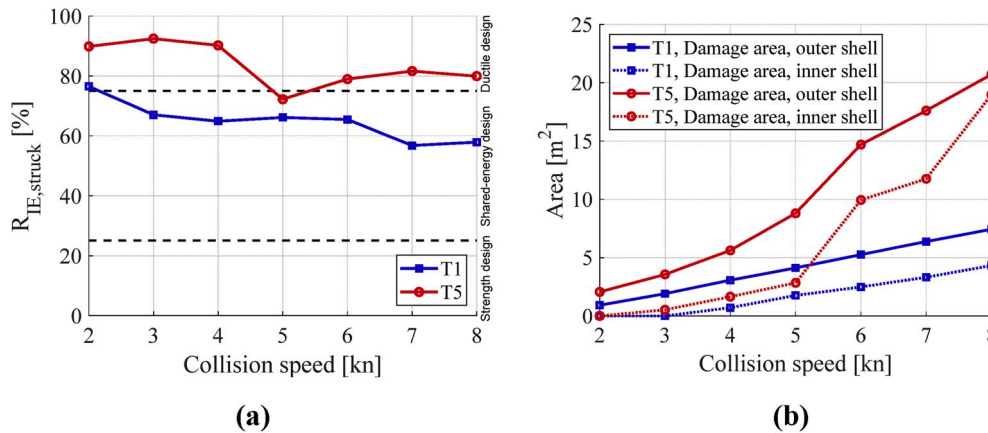 100
80
60
40
20
0
R_IE,struck [%]
Ductile design
Shared-energy design
Strength design
T1
T5
2 3 4 5 6 7 8
Collision speed [kn]
(a)
25
20
15
10
5
0
Area [m²]
T1, Damage area, outer shell
T1, Damage area, inner shell
T5, Damage area, outer shell
T5, Damage area, inner shell
2 3 4 5 6 7 8
Collision speed [kn]
(b)